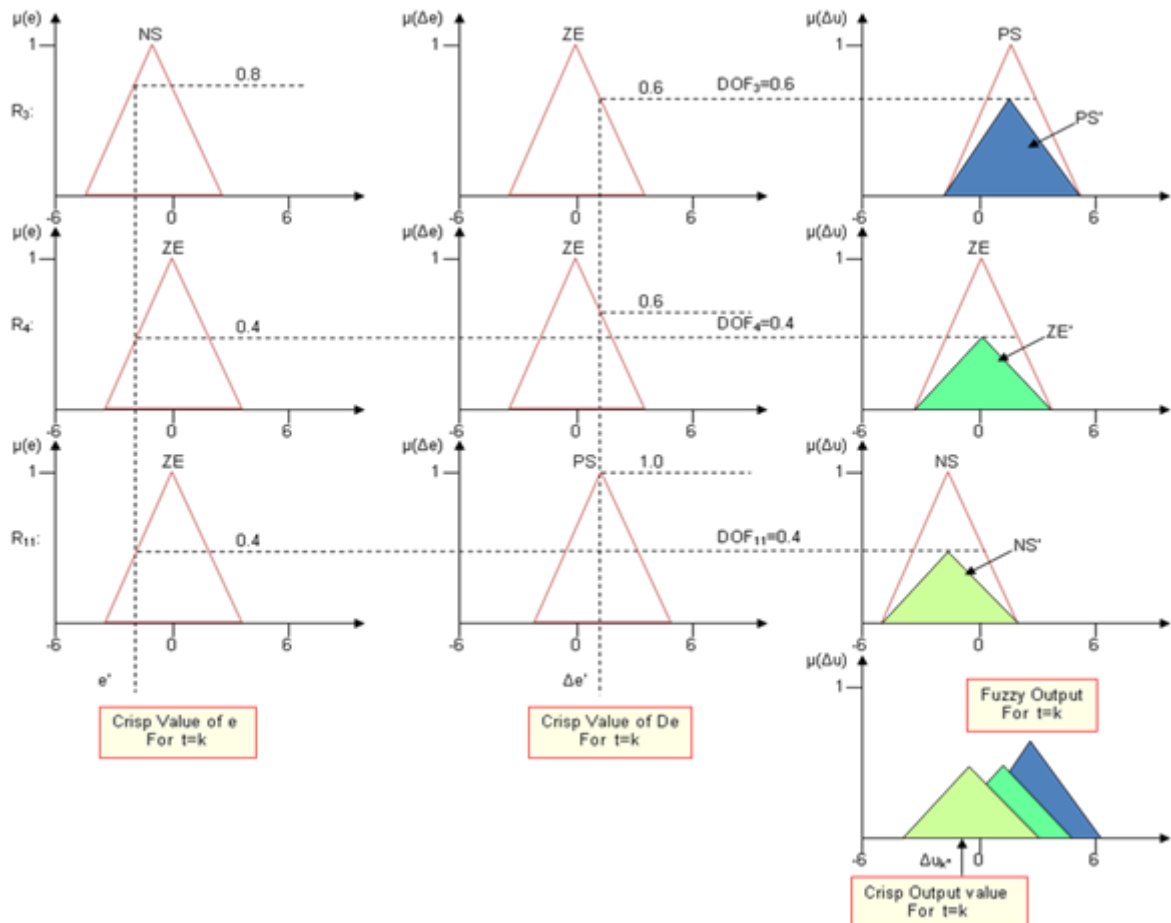 μ(e) μ(Δe) μ(Δu)
NS ZE PS
1 1 1
0.8 0.6 DOF3=0.6
R3: PS*
-6 0 6 -6 0 6 -6 0 6
μ(e) μ(Δe) μ(Δu)
ZE ZE ZE
1 1 1
R4: 0.4 0.6 DOF4=0.4 ZE*
-6 0 6 -6 0 6 -6 0 6
μ(e) μ(Δe) μ(Δu)
ZE PS NS
1 1 1.0 1
R11: 0.4 DOF11=0.4 NS*
-6 0 6 -6 0 6 -6 0 6
e* Δe* μ(Δu)
1
Crisp Value of e
For t=k
Crisp Value of De
For t=k
Fuzzy Output
For t=k
-6 Δuk* 0 6
Crisp Output value
For t=k